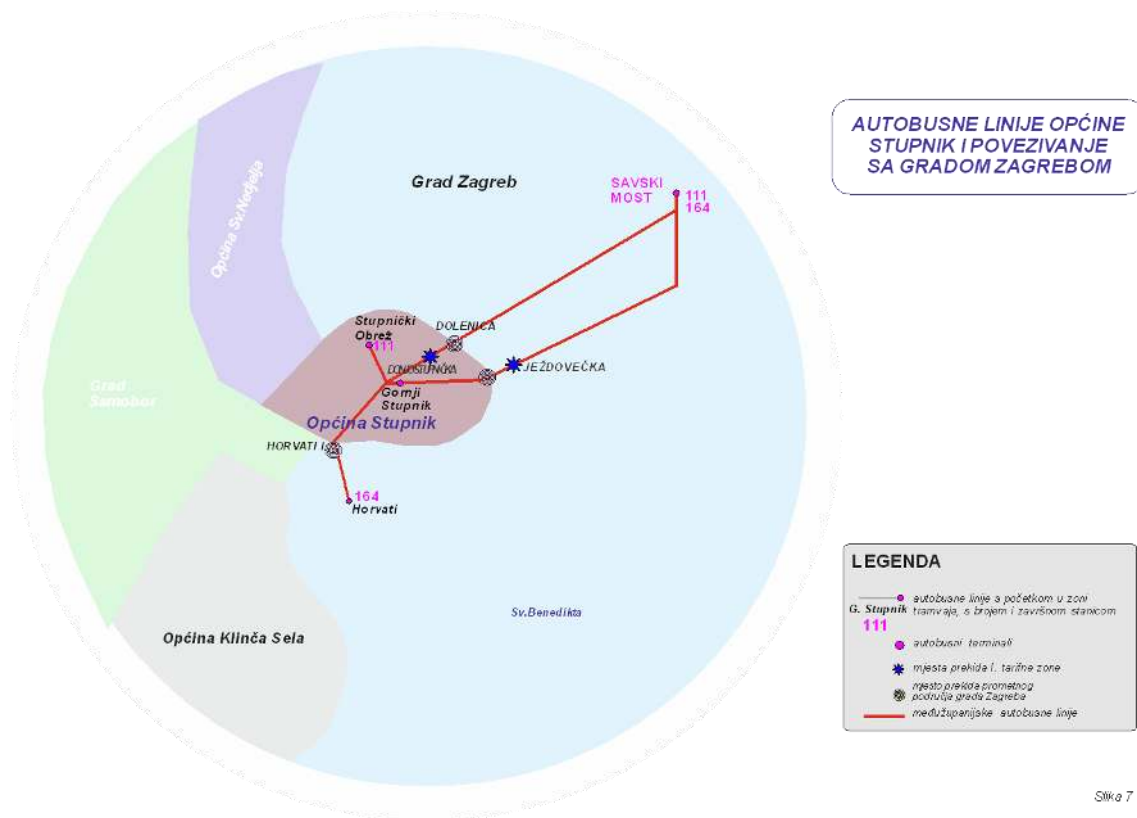 AUTOBUSNE LINIJE OPĆINE
STUPNIK I POVEZIVANJE
SA GRADOM ZAGREBOM
Grad Zagreb
SAVSKI
MOST
111
164
Općina Sv.Nedjelja
Stupnički
Obrež
111
DOLENICA
DONJOSTUPNIČKA
JEŽDOVEČKA
Gornji
Stupnik
Grad
Samobor
Općina Stupnik
HORVATI I
164
Horvati
Sv.Benedikta
Općina Klinča Sela
LEGENDA
autobusne linije s početkom u zoni
G. Stupnik tramvaja, s brojem i završnom stanicom
111
autobusni terminali
mjesta prekida I. tarifne zone
mjesto prekida prometnog
područja grada Zagreba
međužupanijske autobusne linije
Slika 7